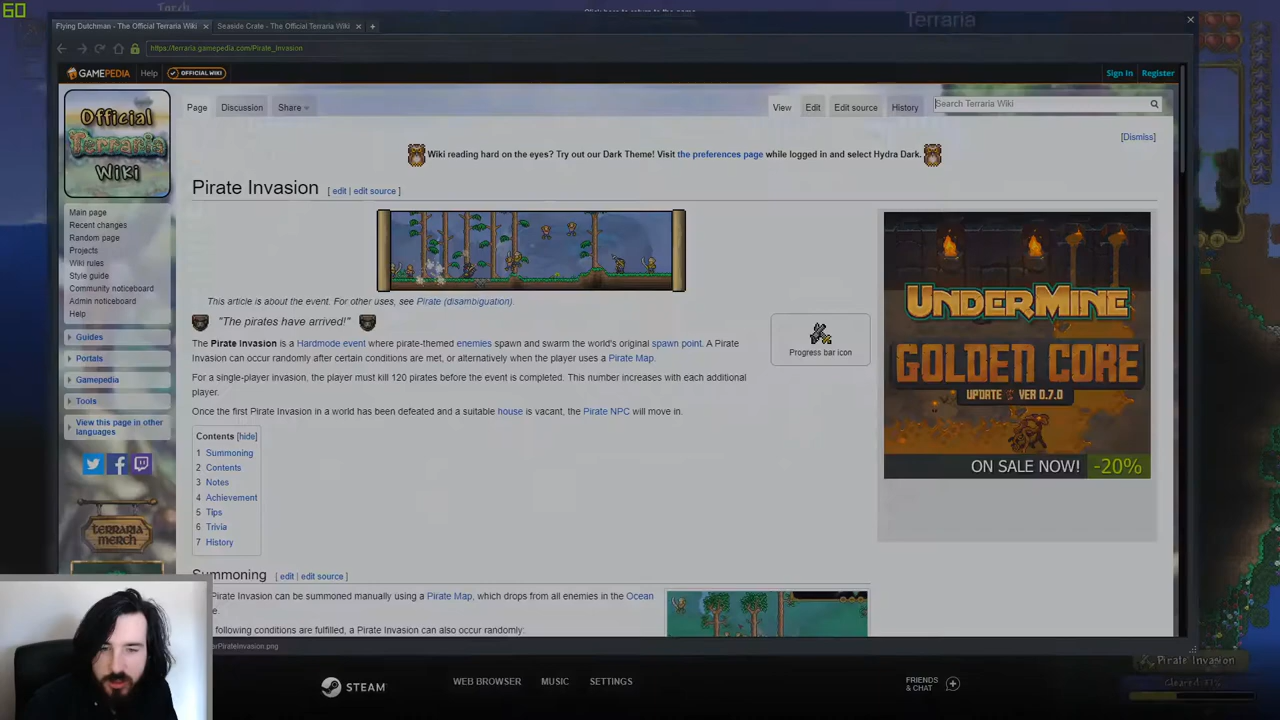 60
Click here to return to the game
Terraria
Flying Dutchman - The Official Terraria Wiki ×
Seaside Crate - The Official Terraria Wiki ×
+
https://terraria.gamepedia.com/Pirate_Invasion
GAMEPEDIA
Help
OFFICIAL WIKI
Sign In
Register
Official
Terraria
Wiki
Page
Discussion
Share
View
Edit
Edit source
History
Search Terraria Wiki
[Dismiss]
Wiki reading hard on the eyes? Try out our Dark Theme! Visit the preferences page while logged in and select Hydra Dark.
Pirate Invasion [ edit | edit source ]
Main page
Recent changes
Random page
Projects
Wiki rules
Style guide
Community noticeboard
Admin noticeboard
Help
Guides
Portals
Gamepedia
Tools
View this page in other
languages
TERRARIA
MERCH
This article is about the event. For other uses, see Pirate (disambiguation).
"The pirates have arrived!"
The Pirate Invasion is a Hardmode event where pirate-themed enemies spawn and swarm the world's original spawn point. A Pirate
Invasion can occur randomly after certain conditions are met, or alternatively when the player uses a Pirate Map.
For a single-player invasion, the player must kill 120 pirates before the event is completed. This number increases with each additional
player.
Once the first Pirate Invasion in a world has been defeated and a suitable house is vacant, the Pirate NPC will move in.
Progress bar icon
UNDERMINE
GOLDEN CORE
UPDATE VER 0.7.0
ON SALE NOW! -20%
Contents [hide]
1 Summoning
2 Contents
3 Notes
4 Achievement
5 Tips
6 Trivia
7 History
Summoning [ edit | edit source ]
Pirate Invasion can be summoned manually using a Pirate Map, which drops from all enemies in the Ocean
e.
following conditions are fulfilled, a Pirate Invasion can also occur randomly:
erPirateInvasion.png
STEAM
WEB BROWSER
MUSIC
SETTINGS
FRIENDS
& CHAT
Pirate Invasion